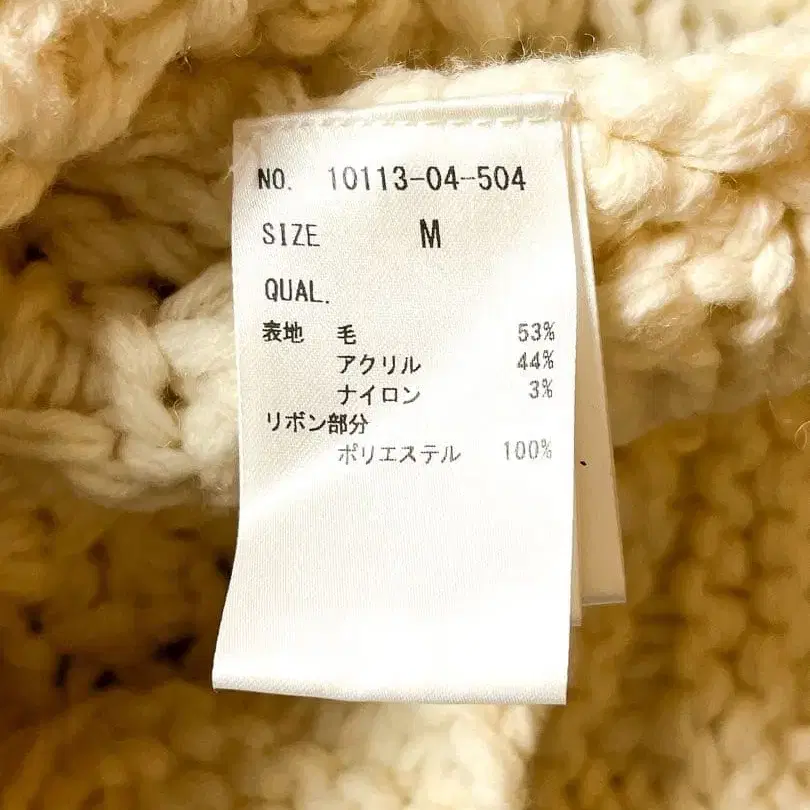 NO. 10113-04-504
SIZE M
QUAL.
表地 毛 53%
アクリル 44%
ナイロン 3%
リボン部分
ポリエステル 100%